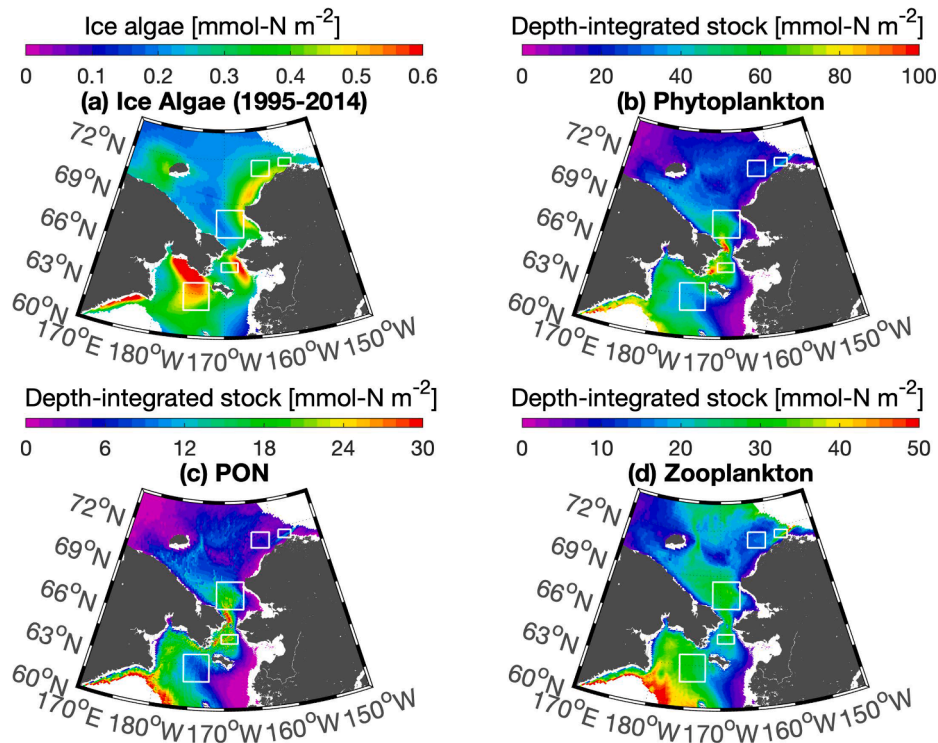 Ice algae [mmol-N m⁻²]
0 0.1 0.2 0.3 0.4 0.5 0.6
(a) Ice Algae (1995-2014)
72°N
69°N
66°N
63°N
60°N
170°E 180°W 170°W 160°W 150°W
Depth-integrated stock [mmol-N m⁻²]
0 20 40 60 80 100
(b) Phytoplankton
72°N
69°N
66°N
63°N
60°N
170°E 180°W 170°W 160°W 150°W
Depth-integrated stock [mmol-N m⁻²]
0 6 12 18 24 30
(c) PON
72°N
69°N
66°N
63°N
60°N
170°E 180°W 170°W 160°W 150°W
Depth-integrated stock [mmol-N m⁻²]
0 10 20 30 40 50
(d) Zooplankton
72°N
69°N
66°N
63°N
60°N
170°E 180°W 170°W 160°W 150°W